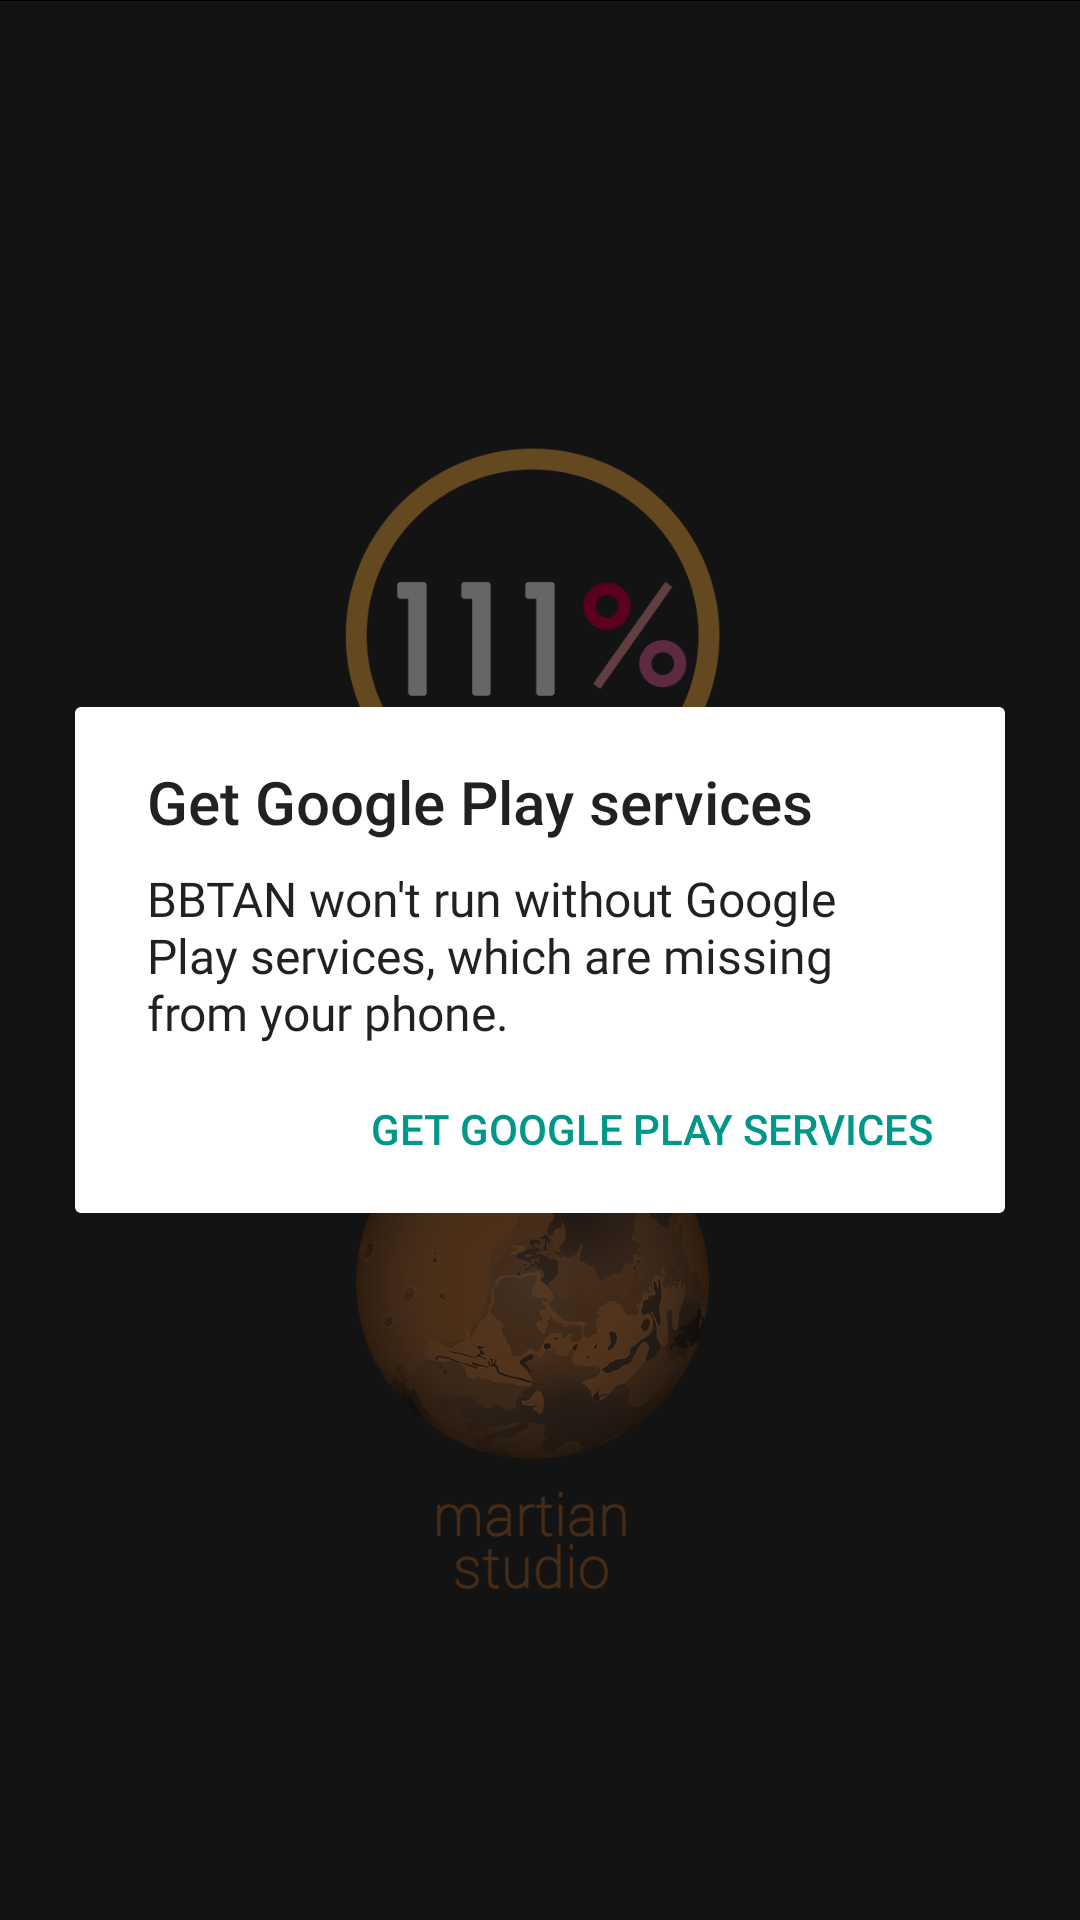 111%
Get Google Play services
BBTAN won't run without Google
Play services, which are missing
from your phone.
GET GOOGLE PLAY SERVICES
martian
studio